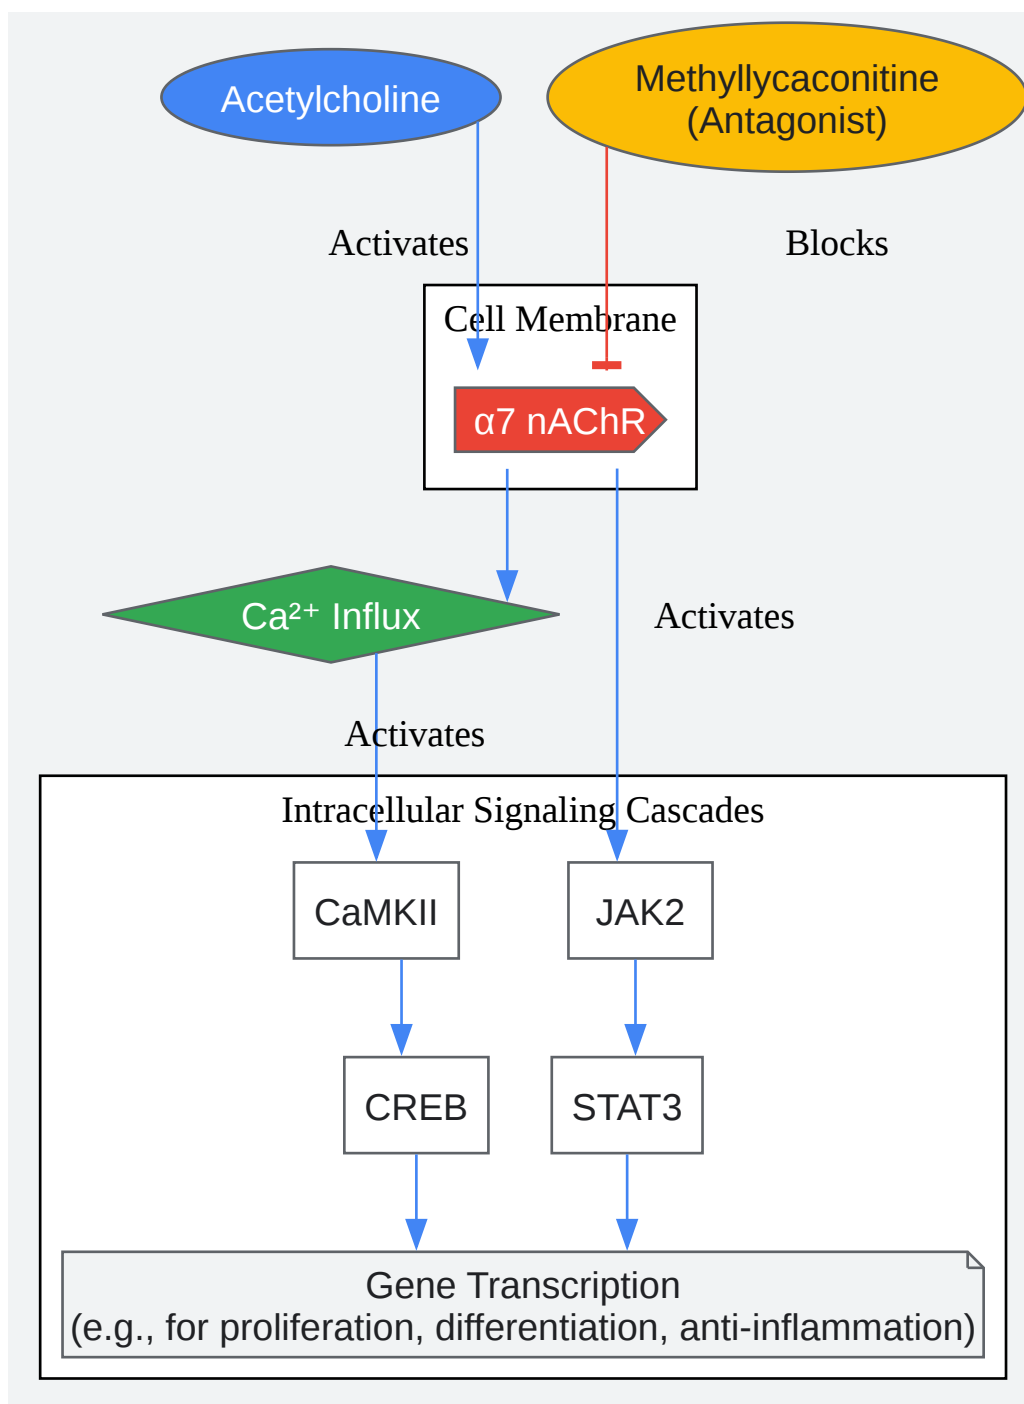 Acetylcholine
Methyllycaconitine
(Antagonist)
Activates
Blocks
Cell Membrane
α7 nAChR
Ca²⁺ Influx
Activates
Activates
Intracellular Signaling Cascades
CaMKII
JAK2
CREB
STAT3
Gene Transcription
(e.g., for proliferation, differentiation, anti-inflammation)